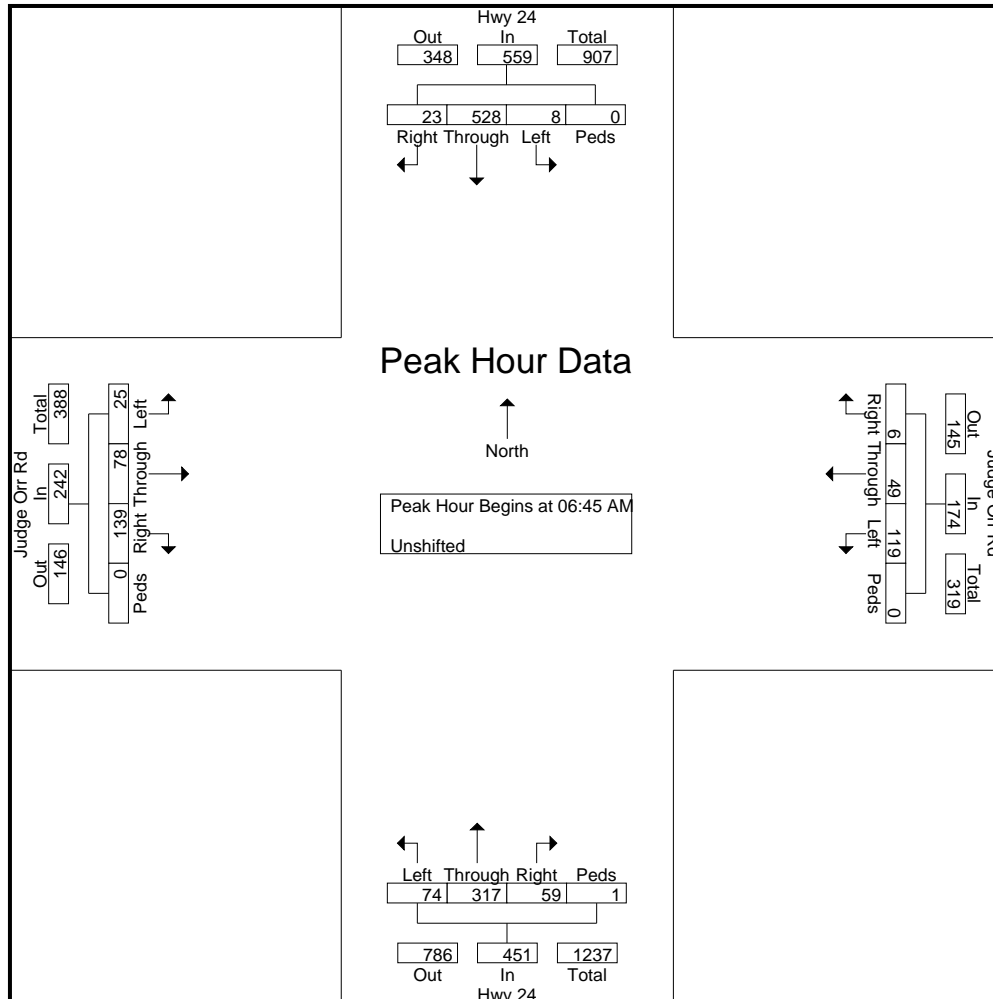 Hwy 24
Out In Total
348 559 907
23 528 8 0
Right Through Left Peds
Peak Hour Data
North
Peak Hour Begins at 06:45 AM
Unshifted
Judge Orr Rd
Out In Total
146 242 388
25 78 139 0
Left Through Right Peds
Right Through Left Peds
6 49 119 0
Out In Total
145 174 319
Judge Orr Rd
Left Through Right Peds
74 317 59 1
786 451 1237
Out In Total
Hwy 24